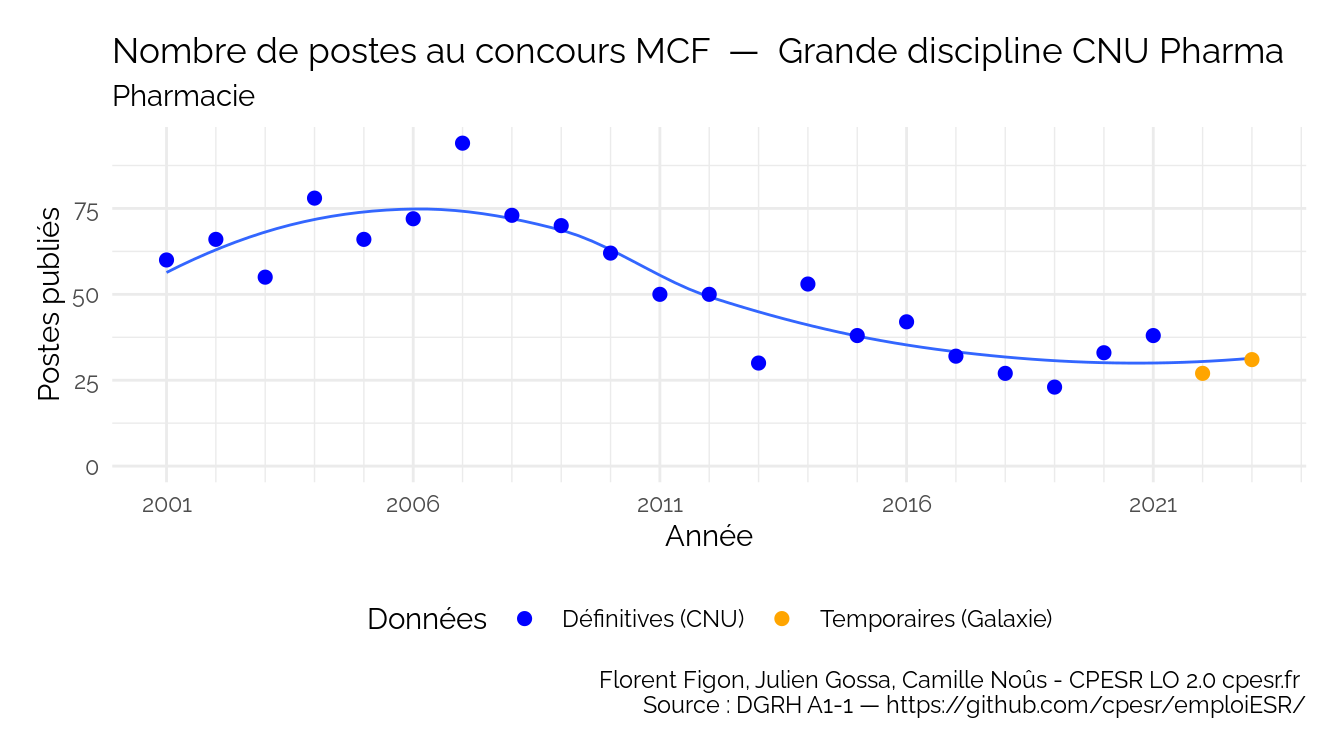 Nombre de postes au concours MCF — Grande discipline CNU Pharma
Pharmacie
Postes publiés
75
50
25
0
2001 2006 2011 2016 2021
Année
Données Définitives (CNU) Temporaires (Galaxie)
Florent Figon, Julien Gossa, Camille Noûs - CPESR LO 2.0 cpesr.fr
Source : DGRH A1-1 — https://github.com/cpesr/emploiESR/